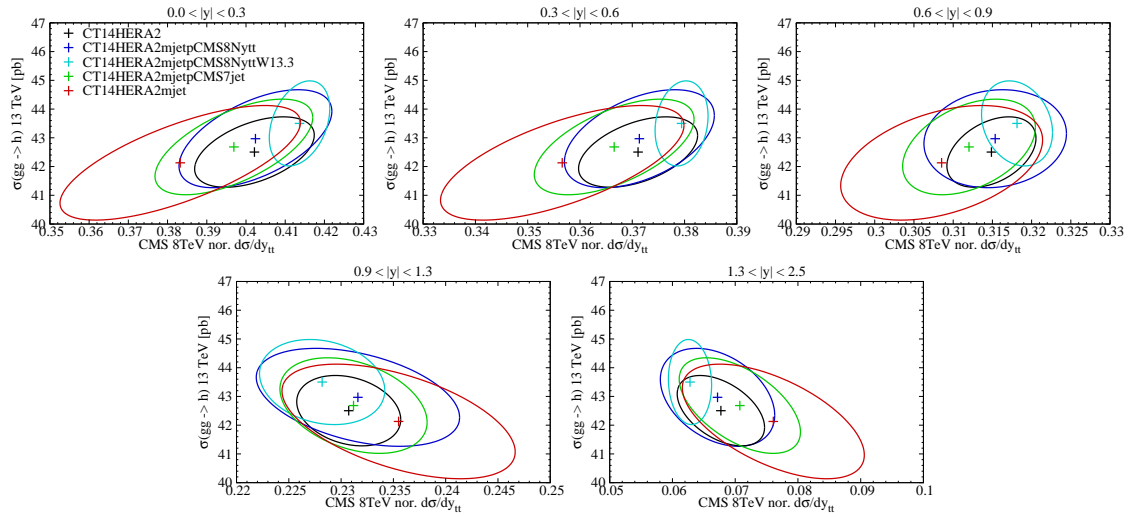 0.0 < |y| < 0.3
47
46
45
44
43
42
41
40
σ(gg -> h) 13 TeV [pb]
CT14HERA2
CT14HERA2mjetpCMS8Nytt
CT14HERA2mjetpCMS8NyttW13.3
CT14HERA2mjetpCMS7jet
CT14HERA2mjet
0.35 0.36 0.37 0.38 0.39 0.4 0.41 0.42 0.43
CMS 8TeV nor. dσ/dytt
0.3 < |y| < 0.6
47
46
45
44
43
42
41
40
σ(gg -> h) 13 TeV [pb]
0.33 0.34 0.35 0.36 0.37 0.38 0.39
CMS 8TeV nor. dσ/dytt
0.6 < |y| < 0.9
47
46
45
44
43
42
41
40
σ(gg -> h) 13 TeV [pb]
0.29 0.295 0.3 0.305 0.31 0.315 0.32 0.325 0.33
CMS 8TeV nor. dσ/dytt
0.9 < |y| < 1.3
47
46
45
44
43
42
41
40
σ(gg -> h) 13 TeV [pb]
0.22 0.225 0.23 0.235 0.24 0.245 0.25
CMS 8TeV nor. dσ/dytt
1.3 < |y| < 2.5
47
46
45
44
43
42
41
40
σ(gg -> h) 13 TeV [pb]
0.05 0.06 0.07 0.08 0.09 0.1
CMS 8TeV nor. dσ/dytt